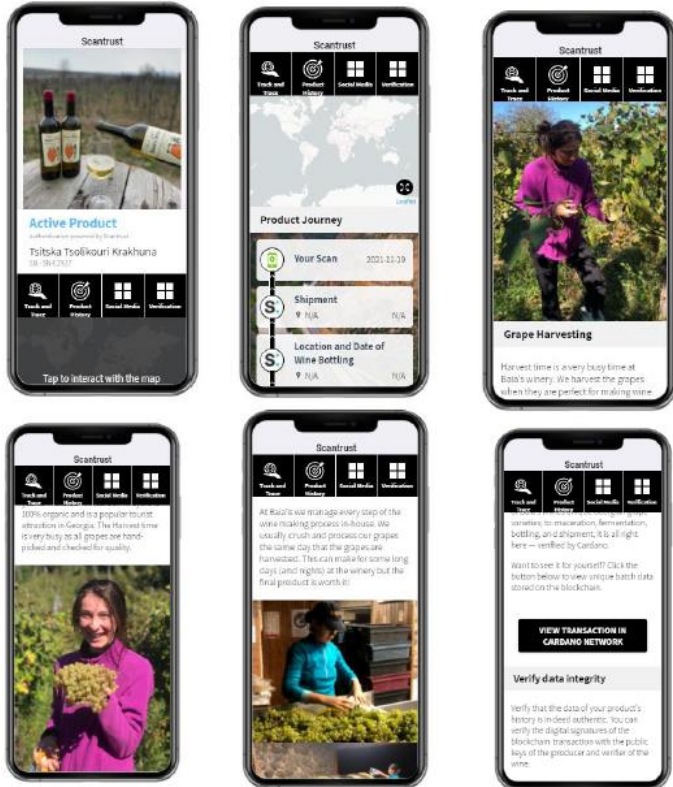 Scantrust
Active Product
Authentication powered by Scantrust
Tsitska Tsolikouri Krakhuna
Track and Trace
Product History
Social Media
Verification
Tap to interact with the map
Scantrust
Track and Trace
Product History
Social Media
Verification
Leaflet
Product Journey
Your Scan
2021-11-19
Shipment
N/A
N/A
Location and Date of
Wine Bottling
N/A
N/A
Scantrust
Track and Trace
Product History
Social Media
Verification
Grape Harvesting
Harvest time is a very busy time at
Baia's winery. We harvest the grapes
when they are perfect for making wine
Scantrust
Track and Trace
Product History
Social Media
Verification
100% organic and is a popular tourist
attraction in Georgia. The Harvest time
is very busy as all grapes are hand-
picked and checked for quality.
Scantrust
Track and Trace
Product History
Social Media
Verification
At Baia's we manage every step of the
wine making process in-house. We
usually crush and process our grapes
the same day that the grapes are
harvested. This can make for some long
days (and nights) at the winery but the
final product is worth it!
Scantrust
Track and Trace
Product History
Social Media
Verification
varieties, to maceration, fermentation,
bottling, and shipment, it is all right
here — verified by Cardano.
Want to see it for yourself? Click the
button below to view unique batch data
stored on the blockchain.
VIEW TRANSACTION IN
CARDANO NETWORK
Verify data integrity
Verify that the data of your product's
history is indeed authentic. You can
verify the digital signatures of the
blockchain transaction with the public
keys of the producer and verifier of the
wine.